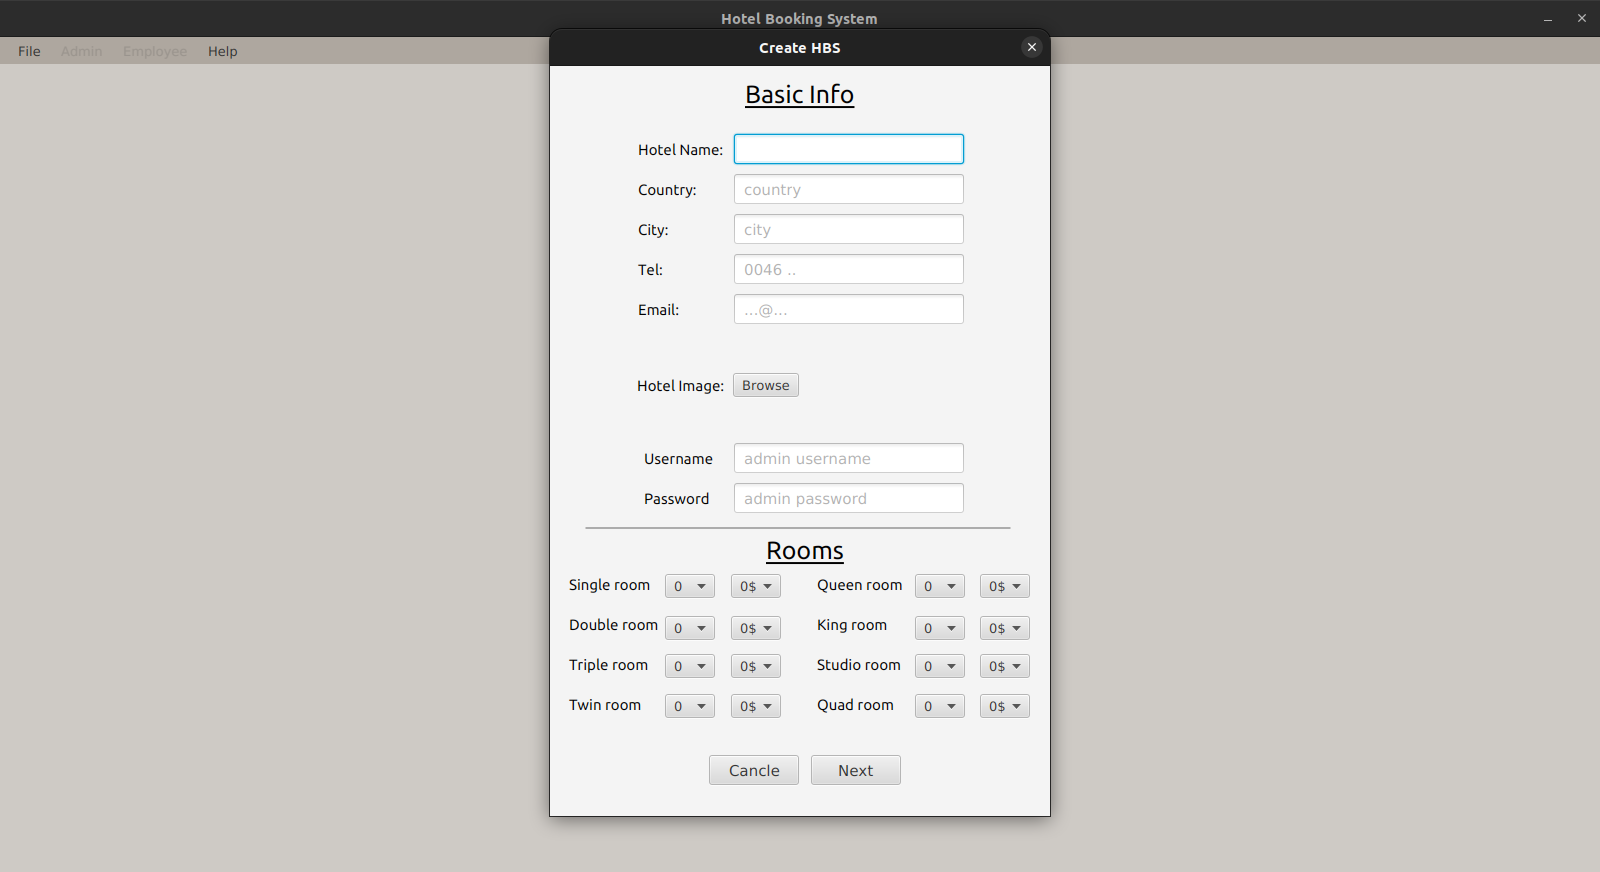 Hotel Booking System
File Admin Employee Help
Create HBS
Basic Info
Hotel Name:
Country: country
City: city
Tel: 0046 ..
Email: ...@...
Hotel Image: Browse
Username admin username
Password admin password
Rooms
Single room 0 0$ Queen room 0 0$
Double room 0 0$ King room 0 0$
Triple room 0 0$ Studio room 0 0$
Twin room 0 0$ Quad room 0 0$
Cancle Next